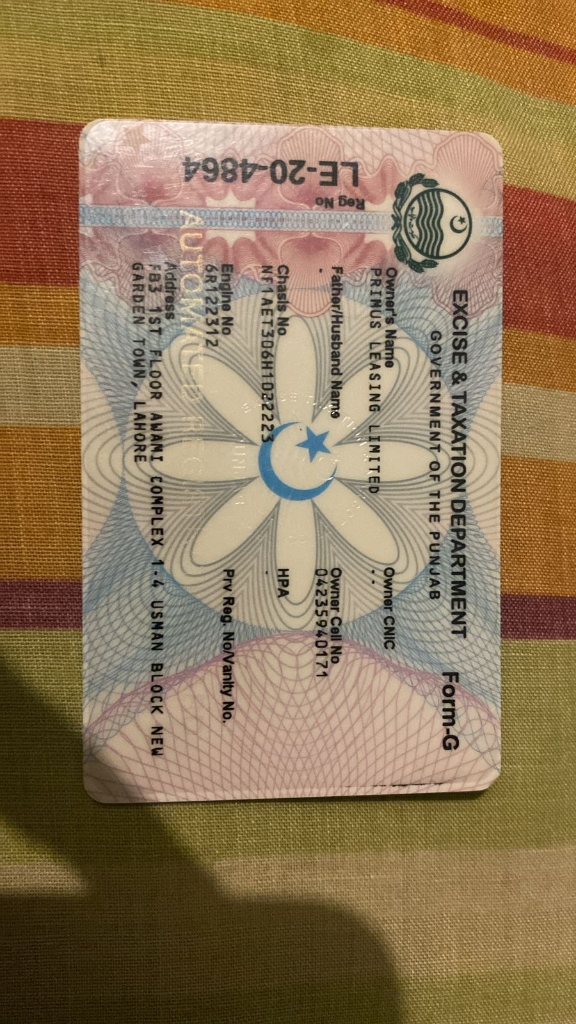 EXCISE & TAXATION DEPARTMENT Form-G
GOVERNMENT OF THE PUNJAB
Reg No
LE-20-4864
Owner's Name
PRIMUS LEASING LIMITED
Owner CNIC
--
Father/Husband Name
.
Owner Cell No
04235940171
Chasis No
NF1AET306H1022223
HPA
.
Engine No
6R122312
Prv Reg. No/Vanity No.
Address
FB3 1ST FLOOR AWAMI COMPLEX 1-4 USMAN BLOCK NEW
GARDEN TOWN, LAHORE